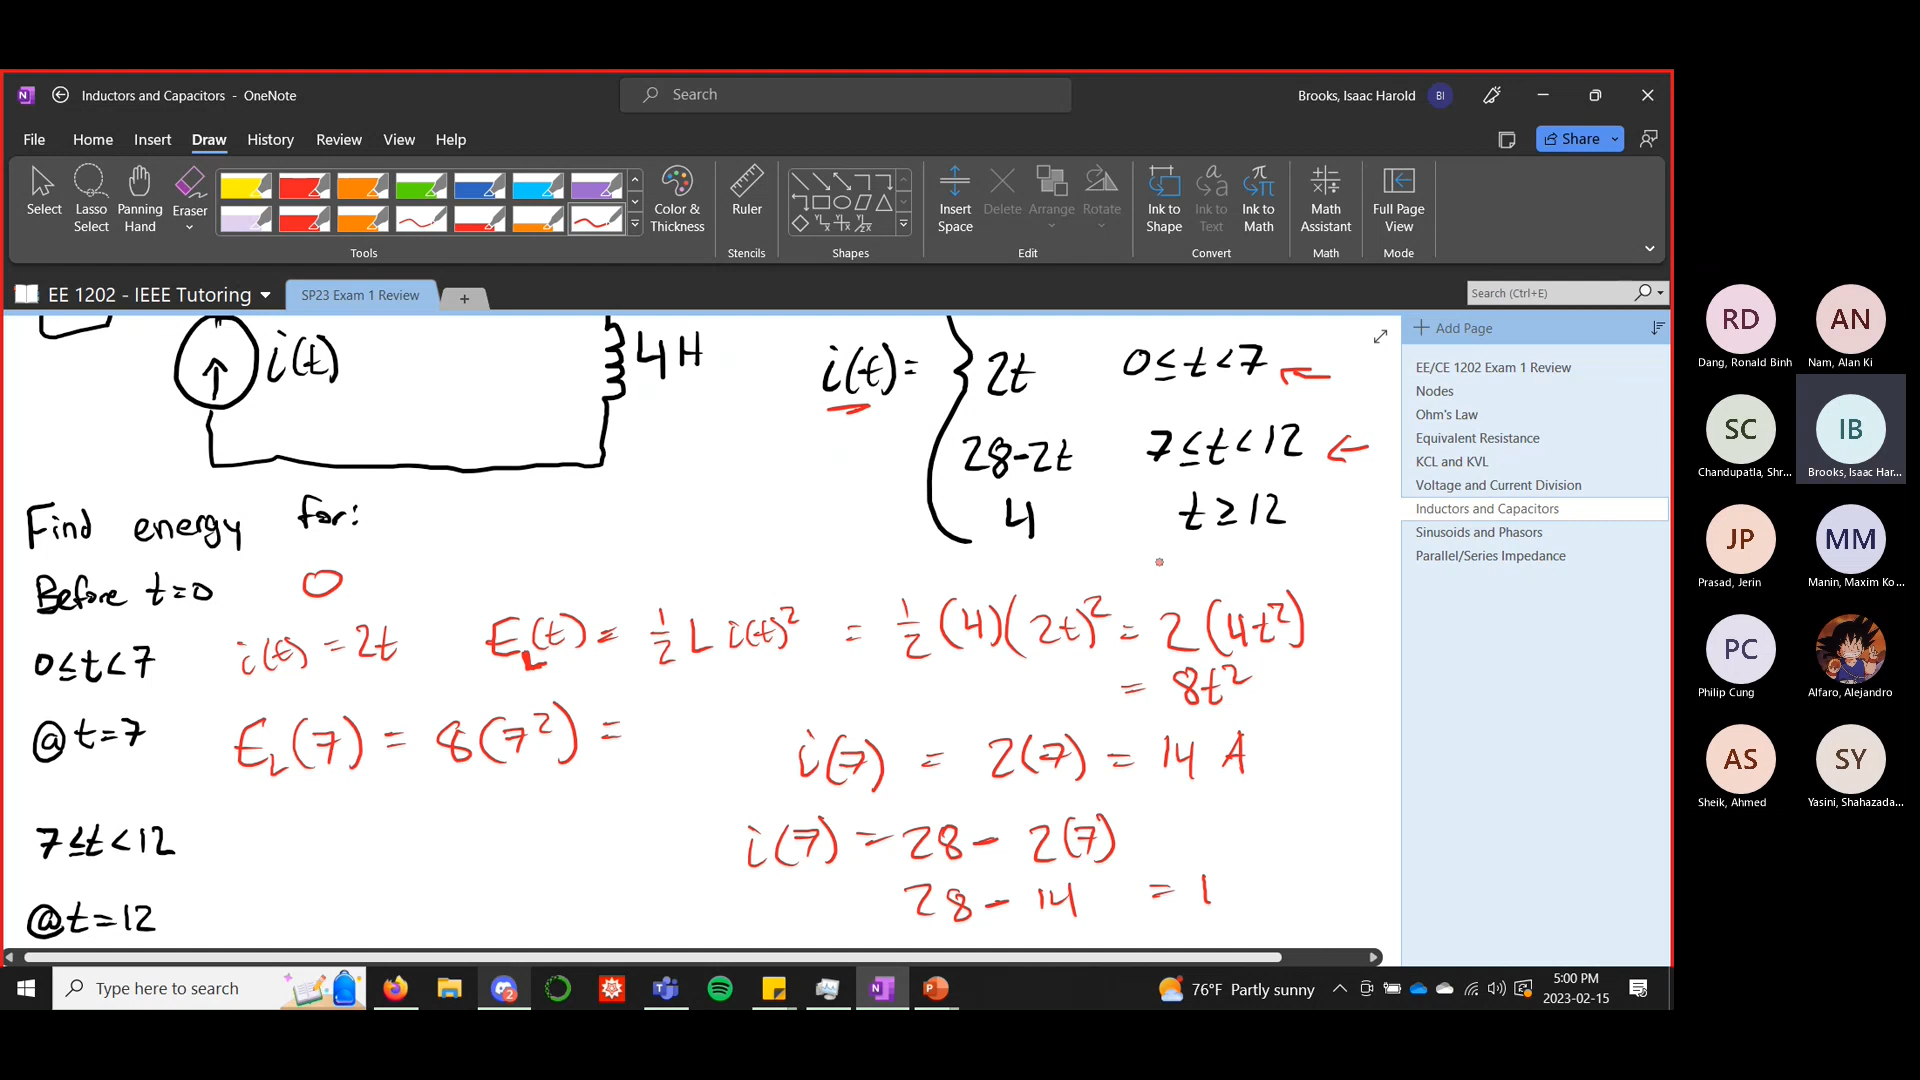 Inductors and Capacitors - OneNote
Search
Brooks, Isaac Harold
BI
File Home Insert Draw History Review View Help
Share
Select
Lasso Select
Panning Hand
Eraser
Color & Thickness
Ruler
Insert Space
Delete
Arrange
Rotate
Ink to Shape
Ink to Text
Ink to Math
Math Assistant
Full Page View
Tools
Stencils
Shapes
Edit
Convert
Math
Mode
EE 1202 - IEEE Tutoring
SP23 Exam 1 Review
Search (Ctrl+E)
Add Page
EE/CE 1202 Exam 1 Review
Nodes
Ohm's Law
Equivalent Resistance
KCL and KVL
Voltage and Current Division
Inductors and Capacitors
Sinusoids and Phasors
Parallel/Series Impedance
i(t)
4H
i(t)=
2t 0≤t<7
28-2t 7≤t<12
4 t≥12
Find energy for:
Before t=0 0
0≤t<7 i(t) = 2t E_L(t) = 1/2 L i(t)² = 1/2 (4)(2t)² = 2(4t²)
= 8t²
@t=7 E_L(7) = 8(7²) =
i(7) = 2(7) = 14 A
7≤t<12 i(7) = 28 - 2(7)
28 - 14 = 1
@t=12
RD
Dang, Ronald Binh
AN
Nam, Alan Ki
SC
Chandupatla, Shr...
IB
Brooks, Isaac Har...
JP
Prasad, Jerin
MM
Manin, Maxim Ko...
PC
Philip Cung
Alfaro, Alejandro
AS
Sheik, Ahmed
SY
Yasini, Shahazada...
Type here to search
2
76°F Partly sunny
5:00 PM
2023-02-15